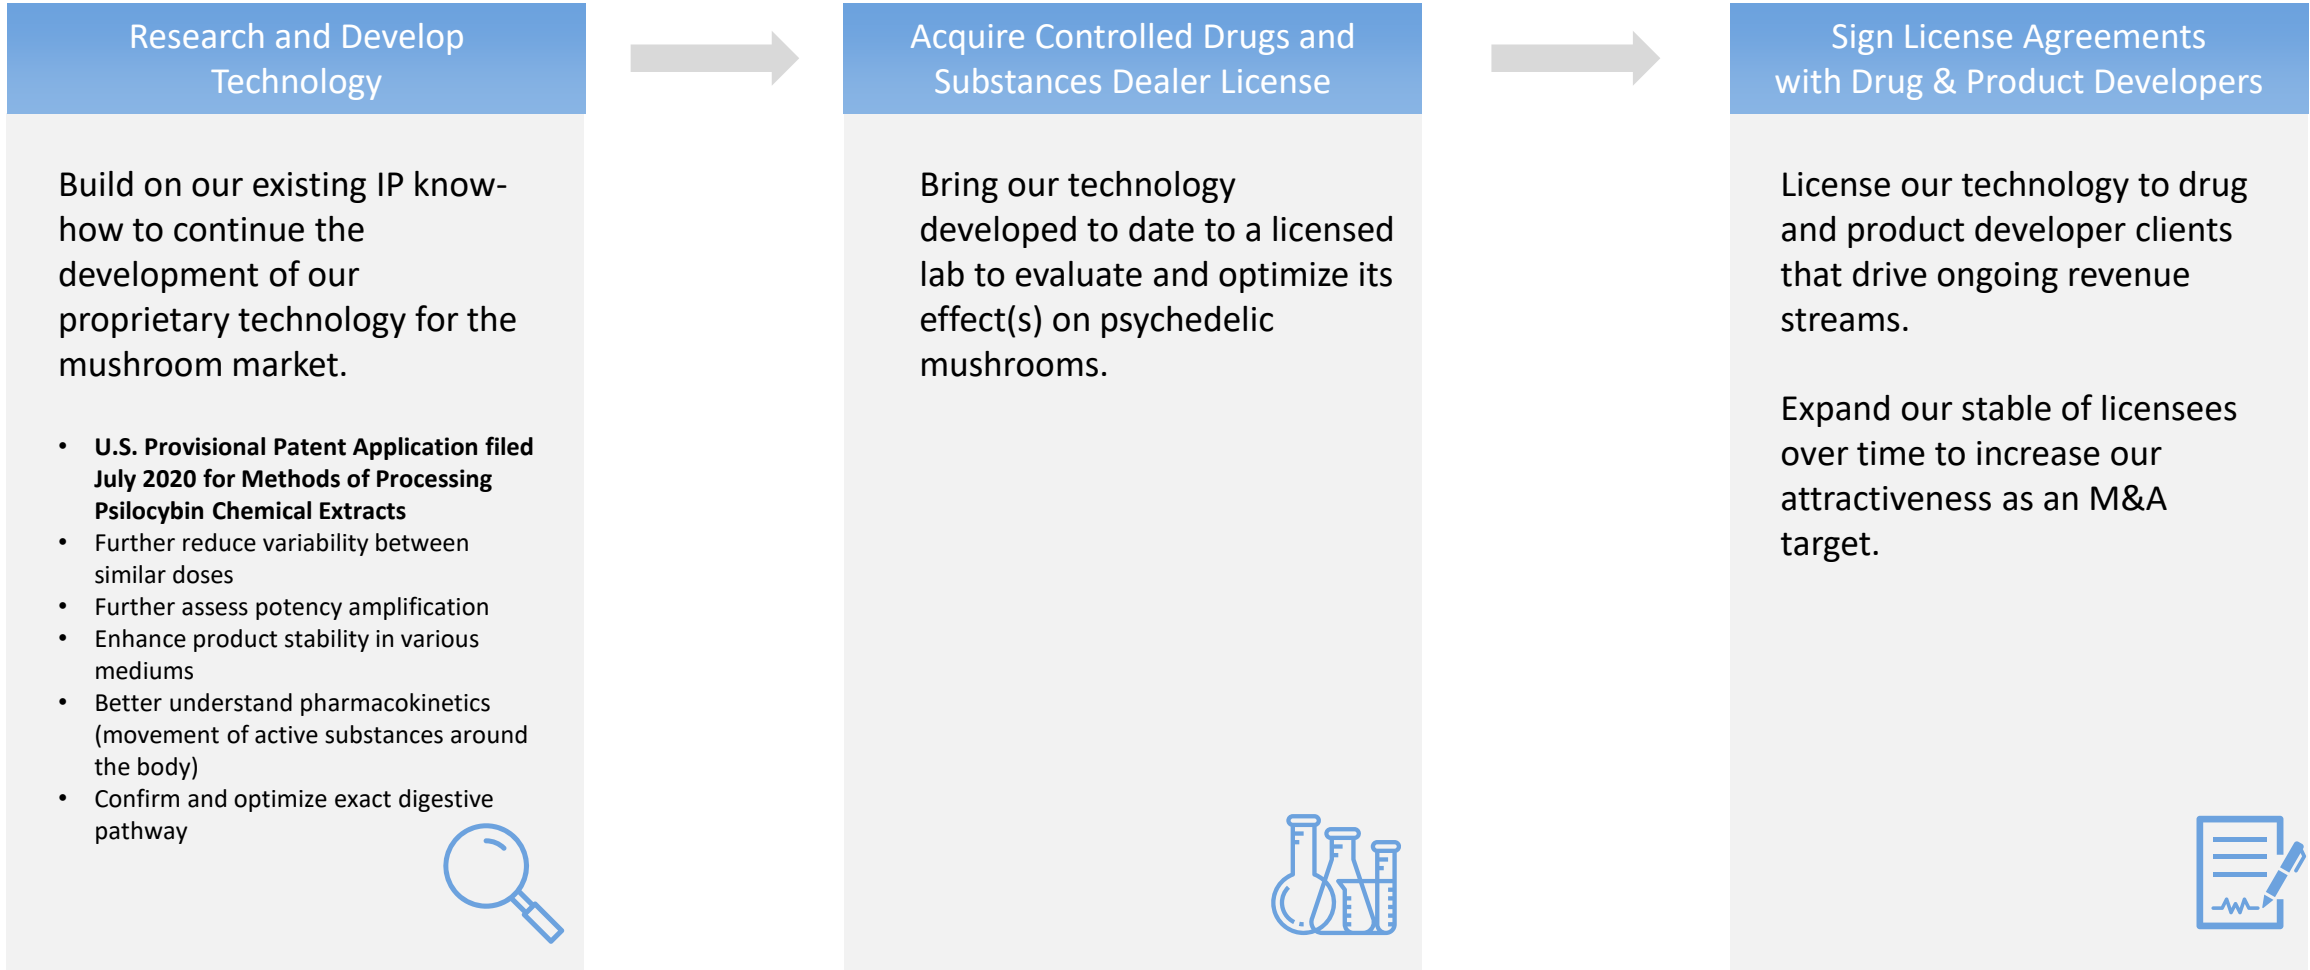 Research and Develop
Technology
Build on our existing IP know-
how to continue the
development of our
proprietary technology for the
mushroom market.
• U.S. Provisional Patent Application filed
July 2020 for Methods of Processing
Psilocybin Chemical Extracts
• Further reduce variability between
similar doses
• Further assess potency amplification
• Enhance product stability in various
mediums
• Better understand pharmacokinetics
(movement of active substances around
the body)
• Confirm and optimize exact digestive
pathway
Acquire Controlled Drugs and
Substances Dealer License
Bring our technology
developed to date to a licensed
lab to evaluate and optimize its
effect(s) on psychedelic
mushrooms.
Sign License Agreements
with Drug & Product Developers
License our technology to drug
and product developer clients
that drive ongoing revenue
streams.
Expand our stable of licensees
over time to increase our
attractiveness as an M&A
target.